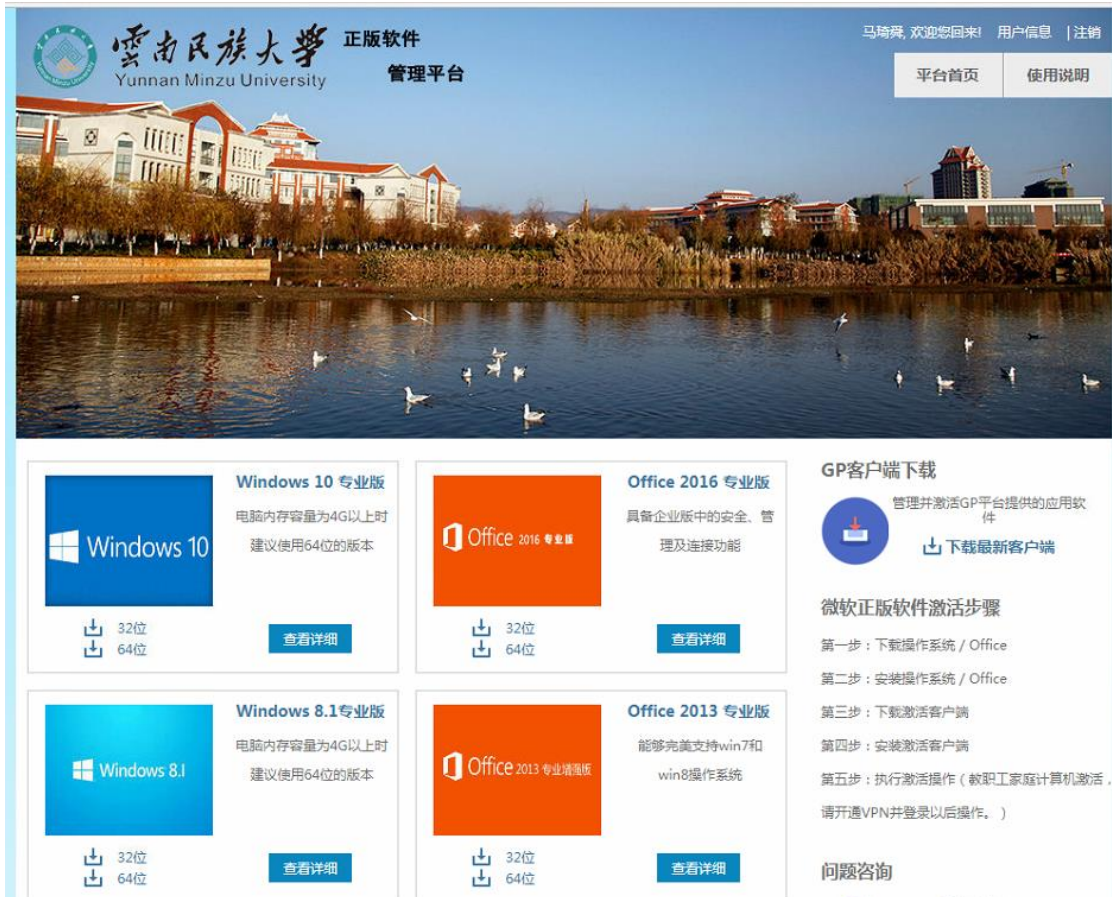 雲南民族大學
Yunnan Minzu University
正版软件
管理平台
马琦舜, 欢迎您回来! 用户信息 | 注销
平台首页 使用说明
Windows 10
Windows 10 专业版
电脑内存容量为4G以上时
建议使用64位的版本
32位
64位
查看详细
Office 2016 专业版
Office 2016 专业版
具备企业版中的安全、管
理及连接功能
32位
64位
查看详细
GP客户端下载
管理并激活GP平台提供的应用软
件
下载最新客户端
微软正版软件激活步骤
第一步：下载操作系统 / Office
第二步：安装操作系统 / Office
第三步：下载激活客户端
第四步：安装激活客户端
第五步：执行激活操作（教职工家庭计算机激活，
请开通VPN并登录以后操作。）
Windows 8.1
Windows 8.1专业版
电脑内存容量为4G以上时
建议使用64位的版本
32位
64位
查看详细
Office 2013 专业增强版
Office 2013 专业版
能够完美支持win7和
win8操作系统
32位
64位
查看详细
问题咨询